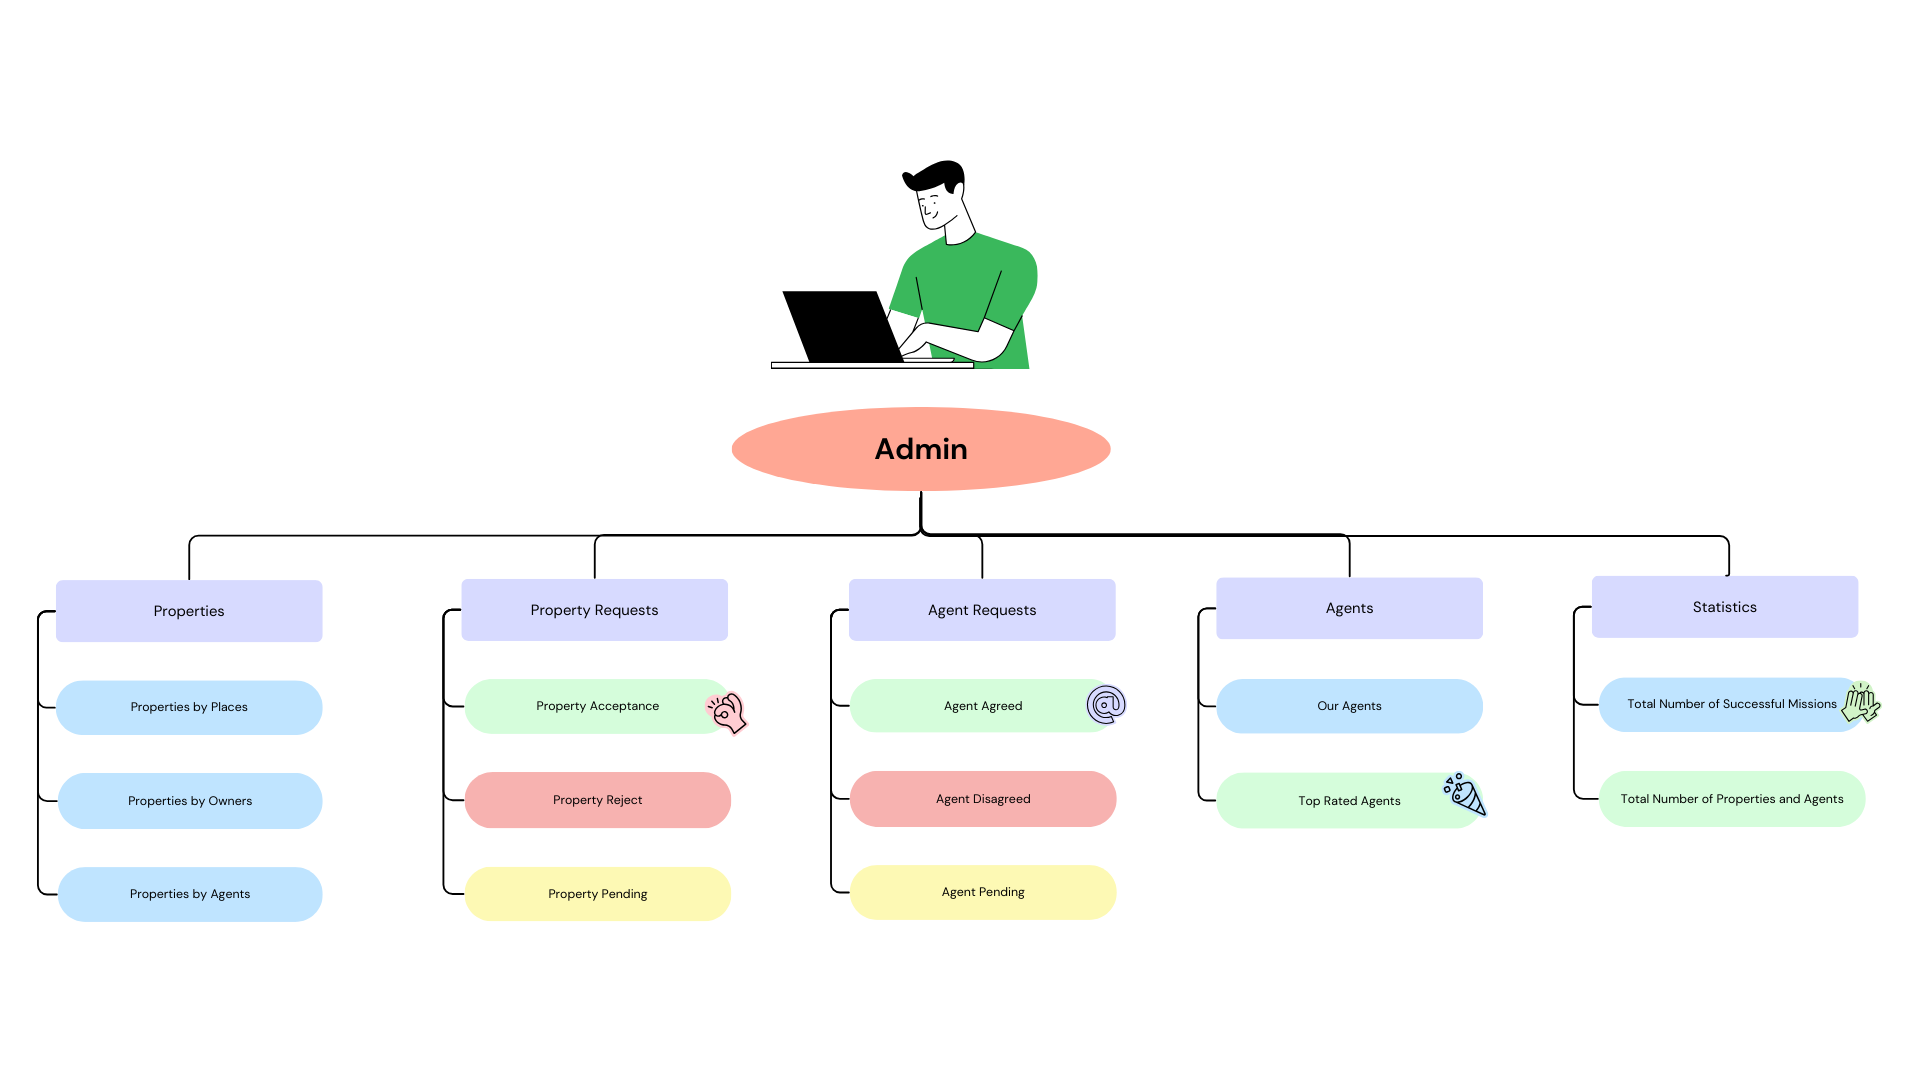 Admin
Properties
Properties by Places
Properties by Owners
Properties by Agents
Property Requests
Property Acceptance
Property Reject
Property Pending
Agent Requests
Agent Agreed
Agent Disagreed
Agent Pending
Agents
Our Agents
Top Rated Agents
Statistics
Total Number of Successful Missions
Total Number of Properties and Agents